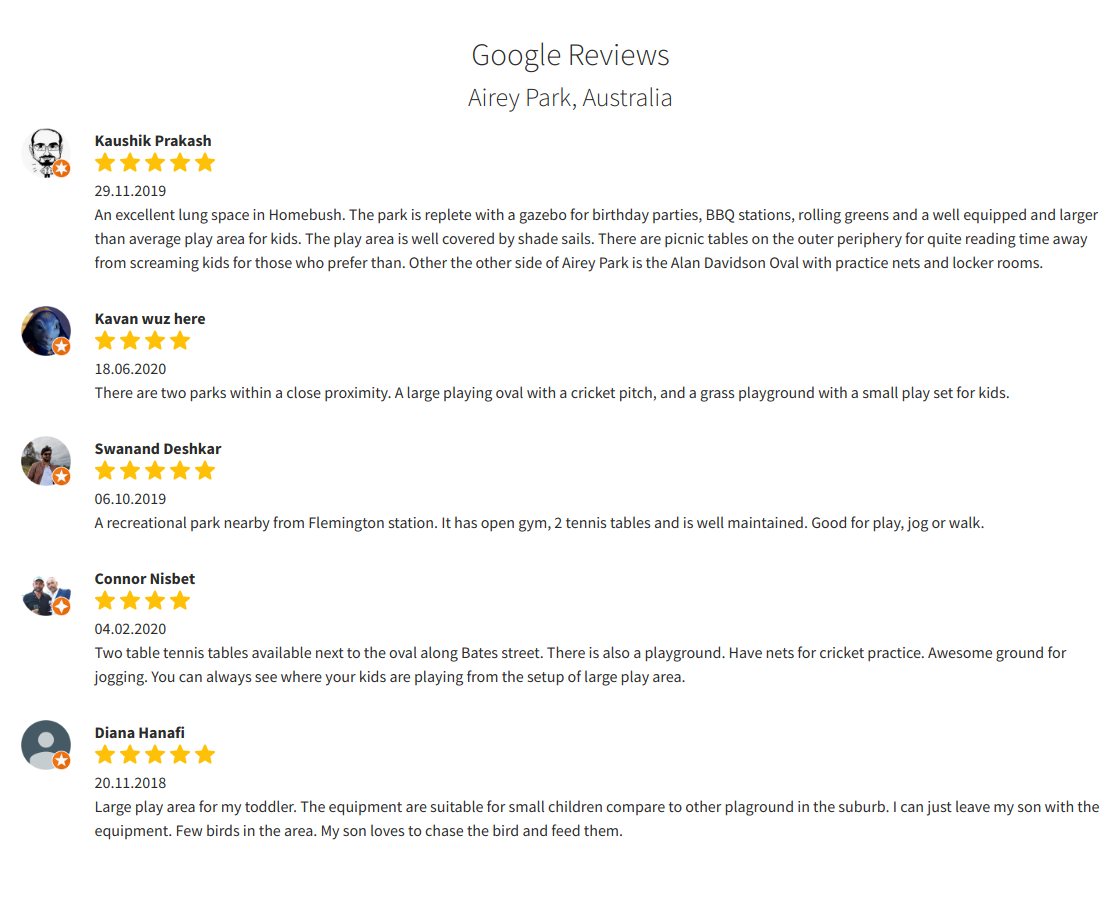 Google Reviews
Airey Park, Australia
Kaushik Prakash
29.11.2019
An excellent lung space in Homebush. The park is replete with a gazebo for birthday parties, BBQ stations, rolling greens and a well equipped and larger
than average play area for kids. The play area is well covered by shade sails. There are picnic tables on the outer periphery for quite reading time away
from screaming kids for those who prefer than. Other the other side of Airey Park is the Alan Davidson Oval with practice nets and locker rooms.
Kavan wuz here
18.06.2020
There are two parks within a close proximity. A large playing oval with a cricket pitch, and a grass playground with a small play set for kids.
Swanand Deshkar
06.10.2019
A recreational park nearby from Flemington station. It has open gym, 2 tennis tables and is well maintained. Good for play, jog or walk.
Connor Nisbet
04.02.2020
Two table tennis tables available next to the oval along Bates street. There is also a playground. Have nets for cricket practice. Awesome ground for
jogging. You can always see where your kids are playing from the setup of large play area.
Diana Hanafi
20.11.2018
Large play area for my toddler. The equipment are suitable for small children compare to other plaground in the suburb. I can just leave my son with the
equipment. Few birds in the area. My son loves to chase the bird and feed them.